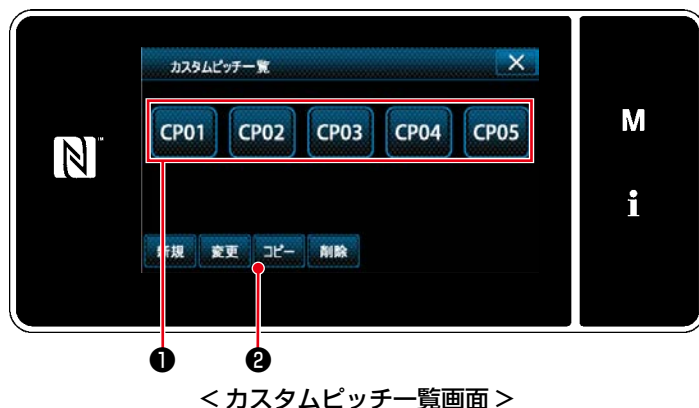 カスタムピッチ一覧
CP01 CP02 CP03 CP04 CP05
M
i
新規 変更 コピー 削除
❶ ❷
<カスタムピッチ一覧画面>